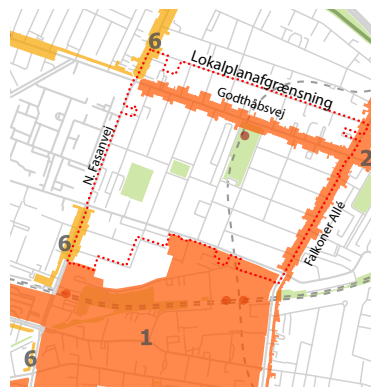 6
Lokalplanafgrænsning
Godthåbsvej
2
N. Fasanvej
6
Falkoner Allé
1
6